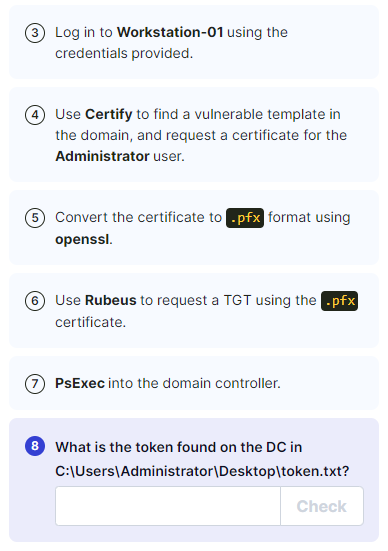 3 Log in to Workstation-01 using the
credentials provided.
4 Use Certify to find a vulnerable template in
the domain, and request a certificate for the
Administrator user.
5 Convert the certificate to .pfx format using
openssl.
6 Use Rubeus to request a TGT using the .pfx
certificate.
7 PsExec into the domain controller.
8 What is the token found on the DC in
C:\Users\Administrator\Desktop\token.txt?
Check